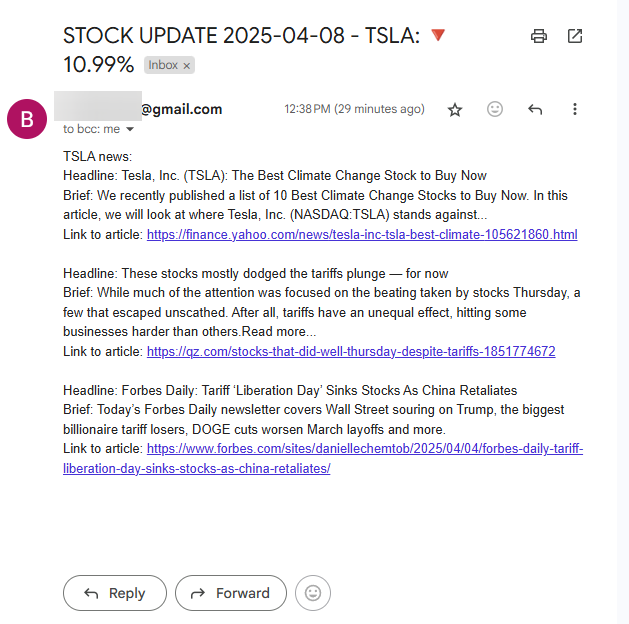 STOCK UPDATE 2025-04-08 - TSLA: 🔻
10.99% Inbox ×
B
@gmail.com 12:38 PM (29 minutes ago)
to bcc: me
TSLA news:
Headline: Tesla, Inc. (TSLA): The Best Climate Change Stock to Buy Now
Brief: We recently published a list of 10 Best Climate Change Stocks to Buy Now. In this
article, we will look at where Tesla, Inc. (NASDAQ:TSLA) stands against...
Link to article: https://finance.yahoo.com/news/tesla-inc-tsla-best-climate-105621860.html
Headline: These stocks mostly dodged the tariffs plunge — for now
Brief: While much of the attention was focused on the beating taken by stocks Thursday, a
few that escaped unscathed. After all, tariffs have an unequal effect, hitting some
businesses harder than others.Read more...
Link to article: https://qz.com/stocks-that-did-well-thursday-despite-tariffs-1851774672
Headline: Forbes Daily: Tariff ‘Liberation Day’ Sinks Stocks As China Retaliates
Brief: Today’s Forbes Daily newsletter covers Wall Street souring on Trump, the biggest
billionaire tariff losers, DOGE cuts worsen March layoffs and more.
Link to article: https://www.forbes.com/sites/daniellechemtob/2025/04/04/forbes-daily-tariff-
liberation-day-sinks-stocks-as-china-retaliates/
Reply Forward